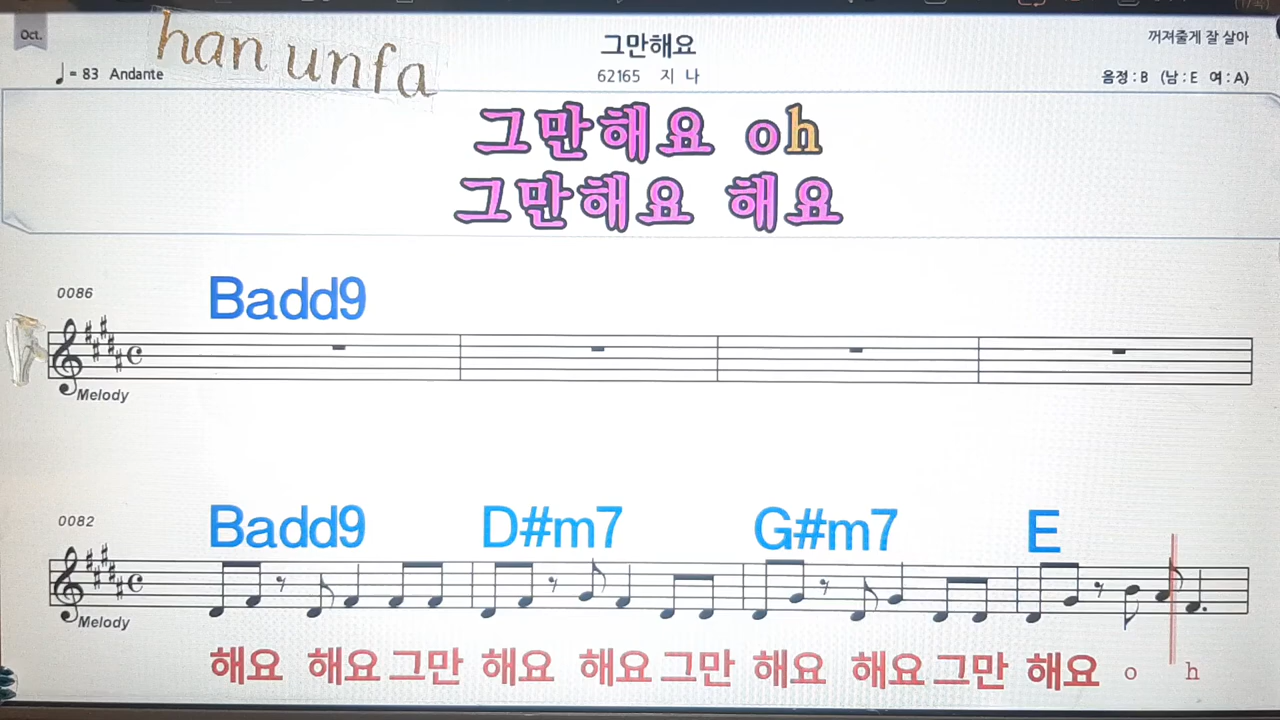 Oct.
han unfa
♩= 83 Andante
그만해요
62165 지 나
꺼져줄게 잘 살아
음정 : B (남 : E 여 : A)
그만해요 oh
그만해요 해요
0086
Badd9
Melody
0082
Badd9 D#m7 G#m7 E
Melody
해요 해요 그만 해요 해요 그만 해요 해요 그만 해요 o h